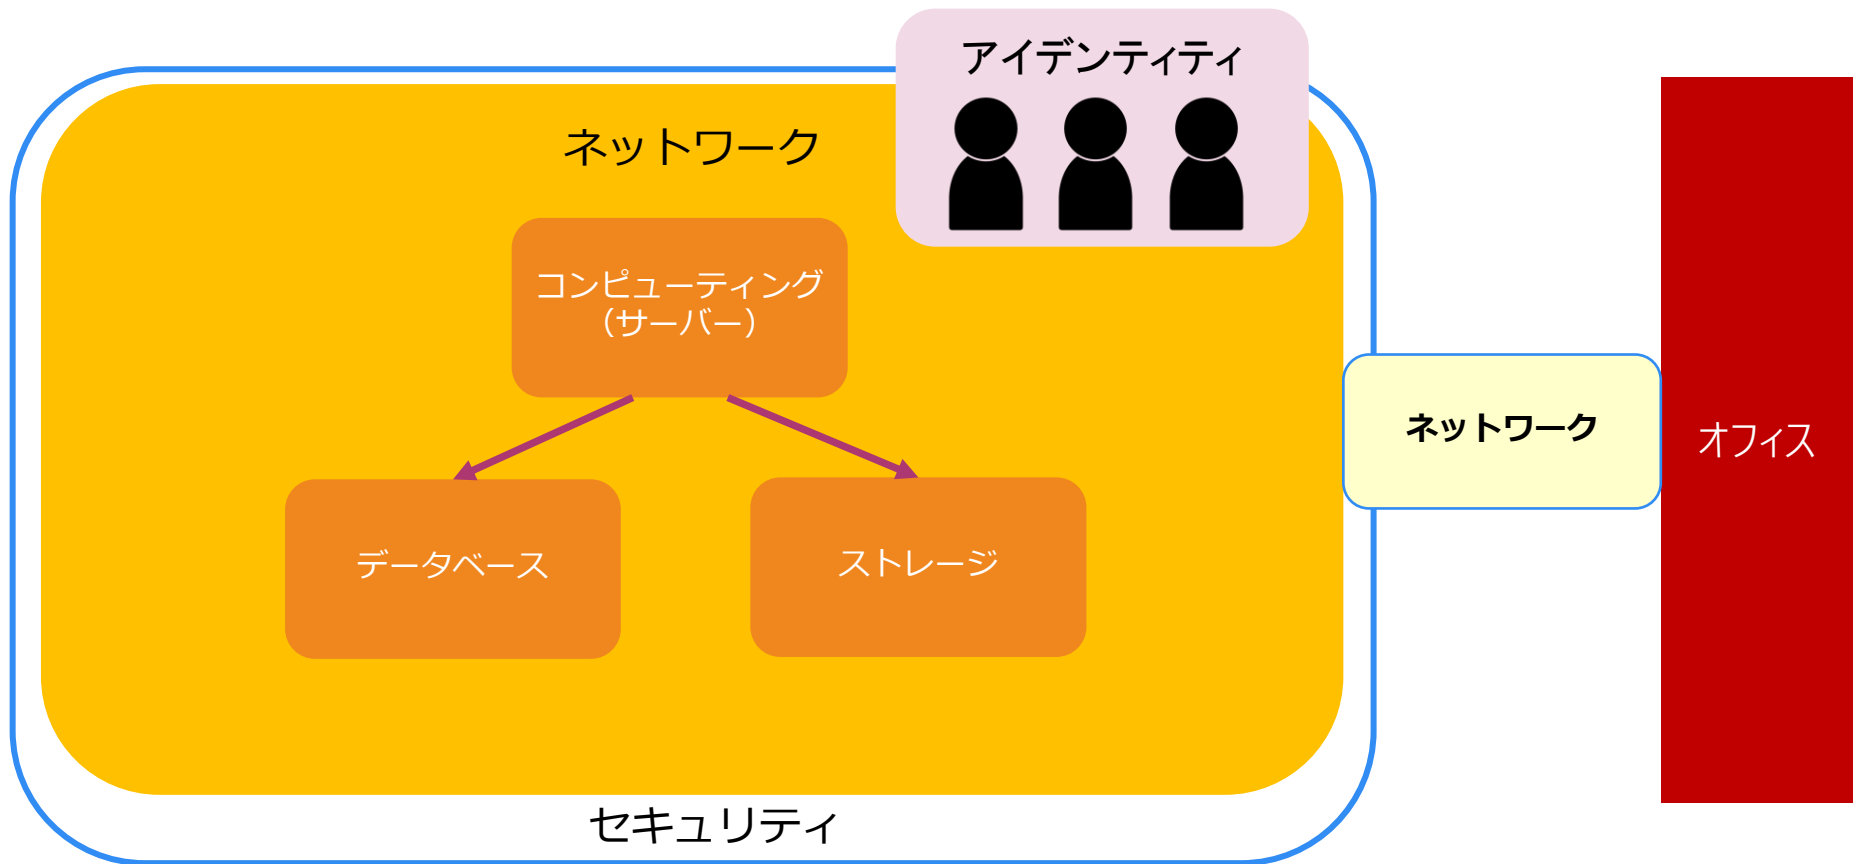 アイデンティティ
ネットワーク
コンピューティング
（サーバー）
ネットワーク
オフィス
データベース
ストレージ
セキュリティ